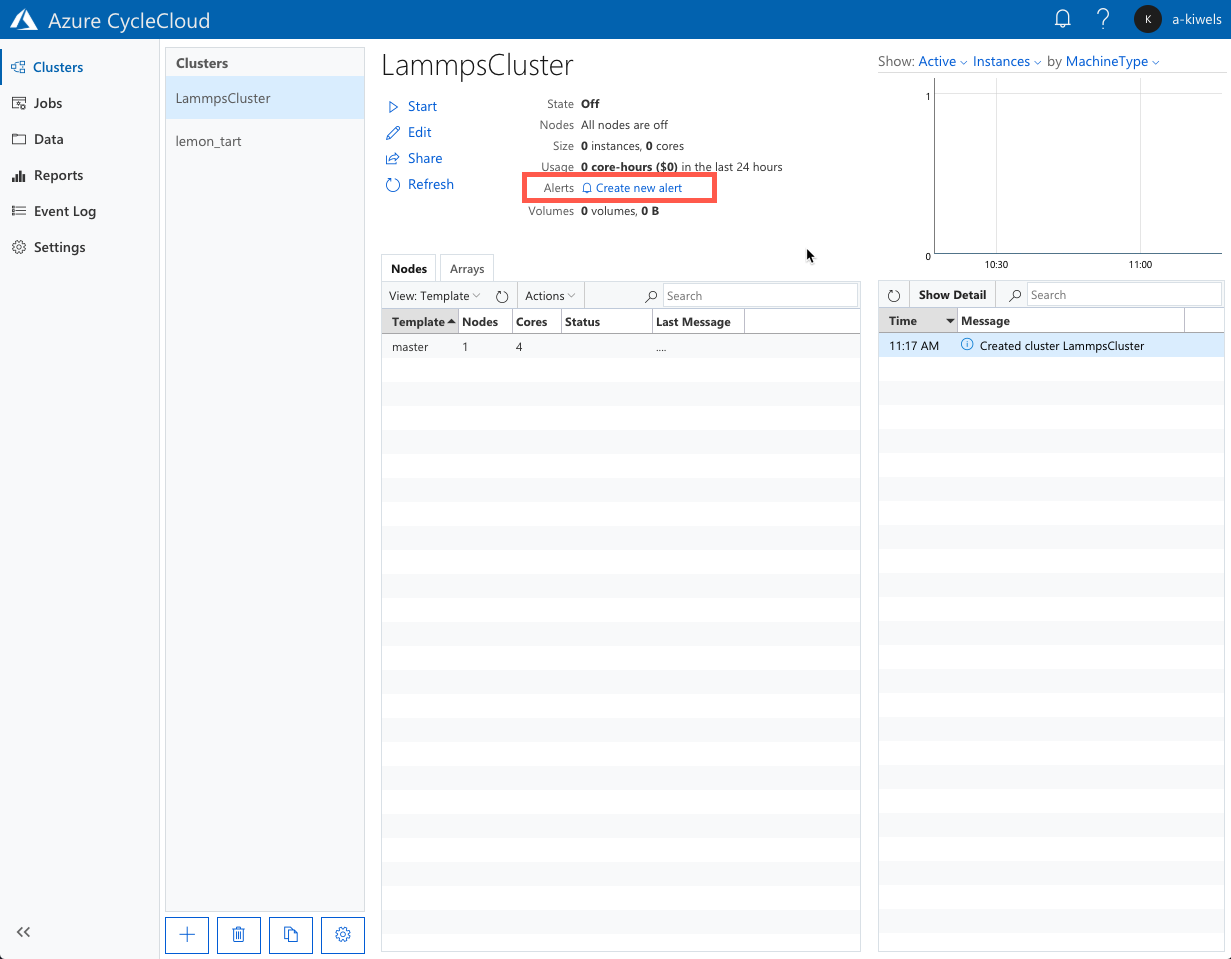 Azure CycleCloud
K a-kiwels
Clusters
Jobs
Data
Reports
Event Log
Settings
Clusters
LammpsCluster
lemon_tart
LammpsCluster
Start
Edit
Share
Refresh
State Off
Nodes All nodes are off
Size 0 instances, 0 cores
Usage 0 core-hours ($0) in the last 24 hours
Alerts Create new alert
Volumes 0 volumes, 0 B
Show: Active Instances by MachineType
1
0
10:30 11:00
Nodes Arrays
View: Template Actions Search
Template Nodes Cores Status Last Message
master 1 4 ....
Show Detail Search
Time Message
11:17 AM Created cluster LammpsCluster